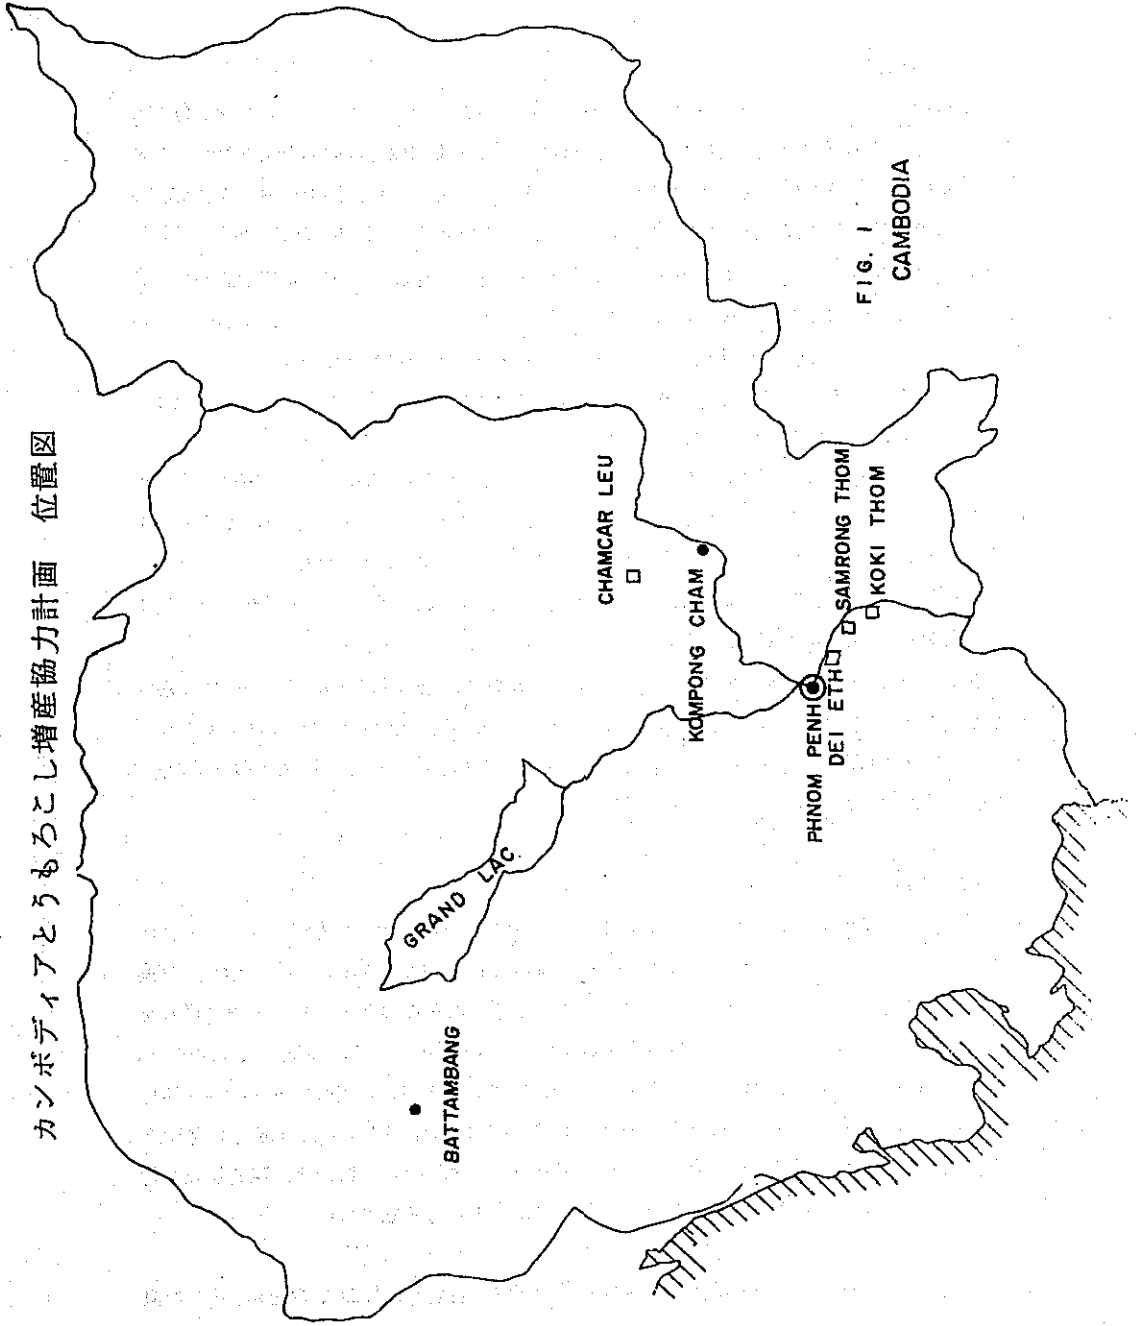 カンボディアとうもろこし増産協力計画 位置図
GRAND LAC
BATTAMBANG
CHAMCAR LEU
KOMPONG CHAM
PHNOM PENH
DEI ETH
SAMRONG THOM
KOKI THOM
FIG. 1
CAMBODIA